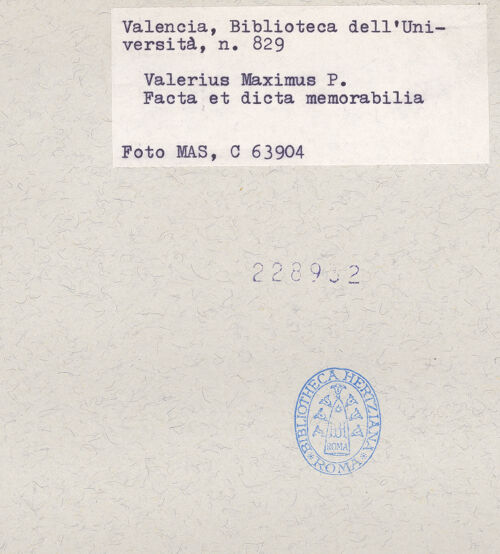 Valencia, Biblioteca dell'Uni-
versità, n. 829
Valerius Maximus P.
Facta et dicta memorabilia
Foto MAS, C 63904
228932
BIBLIOTHECA HERTZIANA
ROMA
* ROMA *